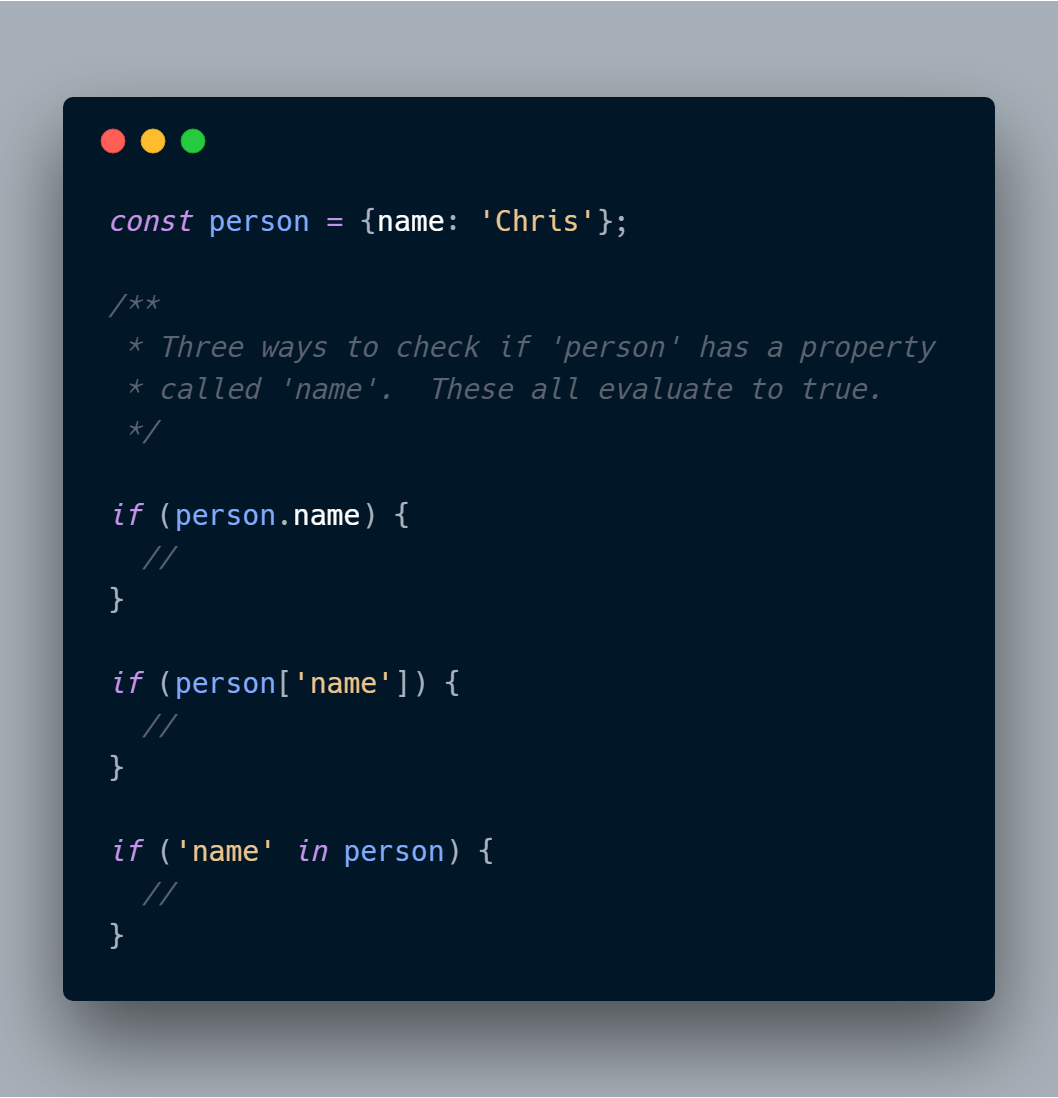 const person = {name: 'Chris'};

/**
 * Three ways to check if 'person' has a property
 * called 'name'.  These all evaluate to true.
 */

if (person.name) {
  //
}

if (person['name']) {
  //
}

if ('name' in person) {
  //
}